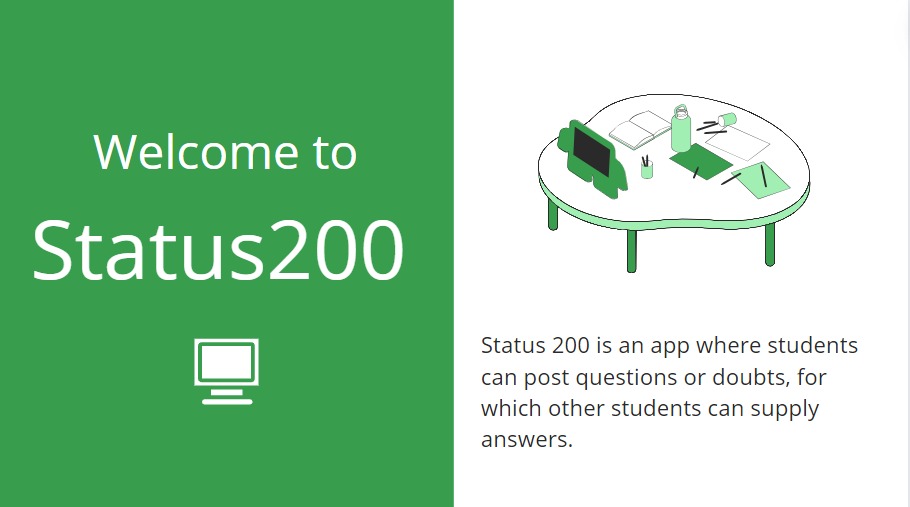 Welcome to
Status200
Status 200 is an app where students
can post questions or doubts, for
which other students can supply
answers.